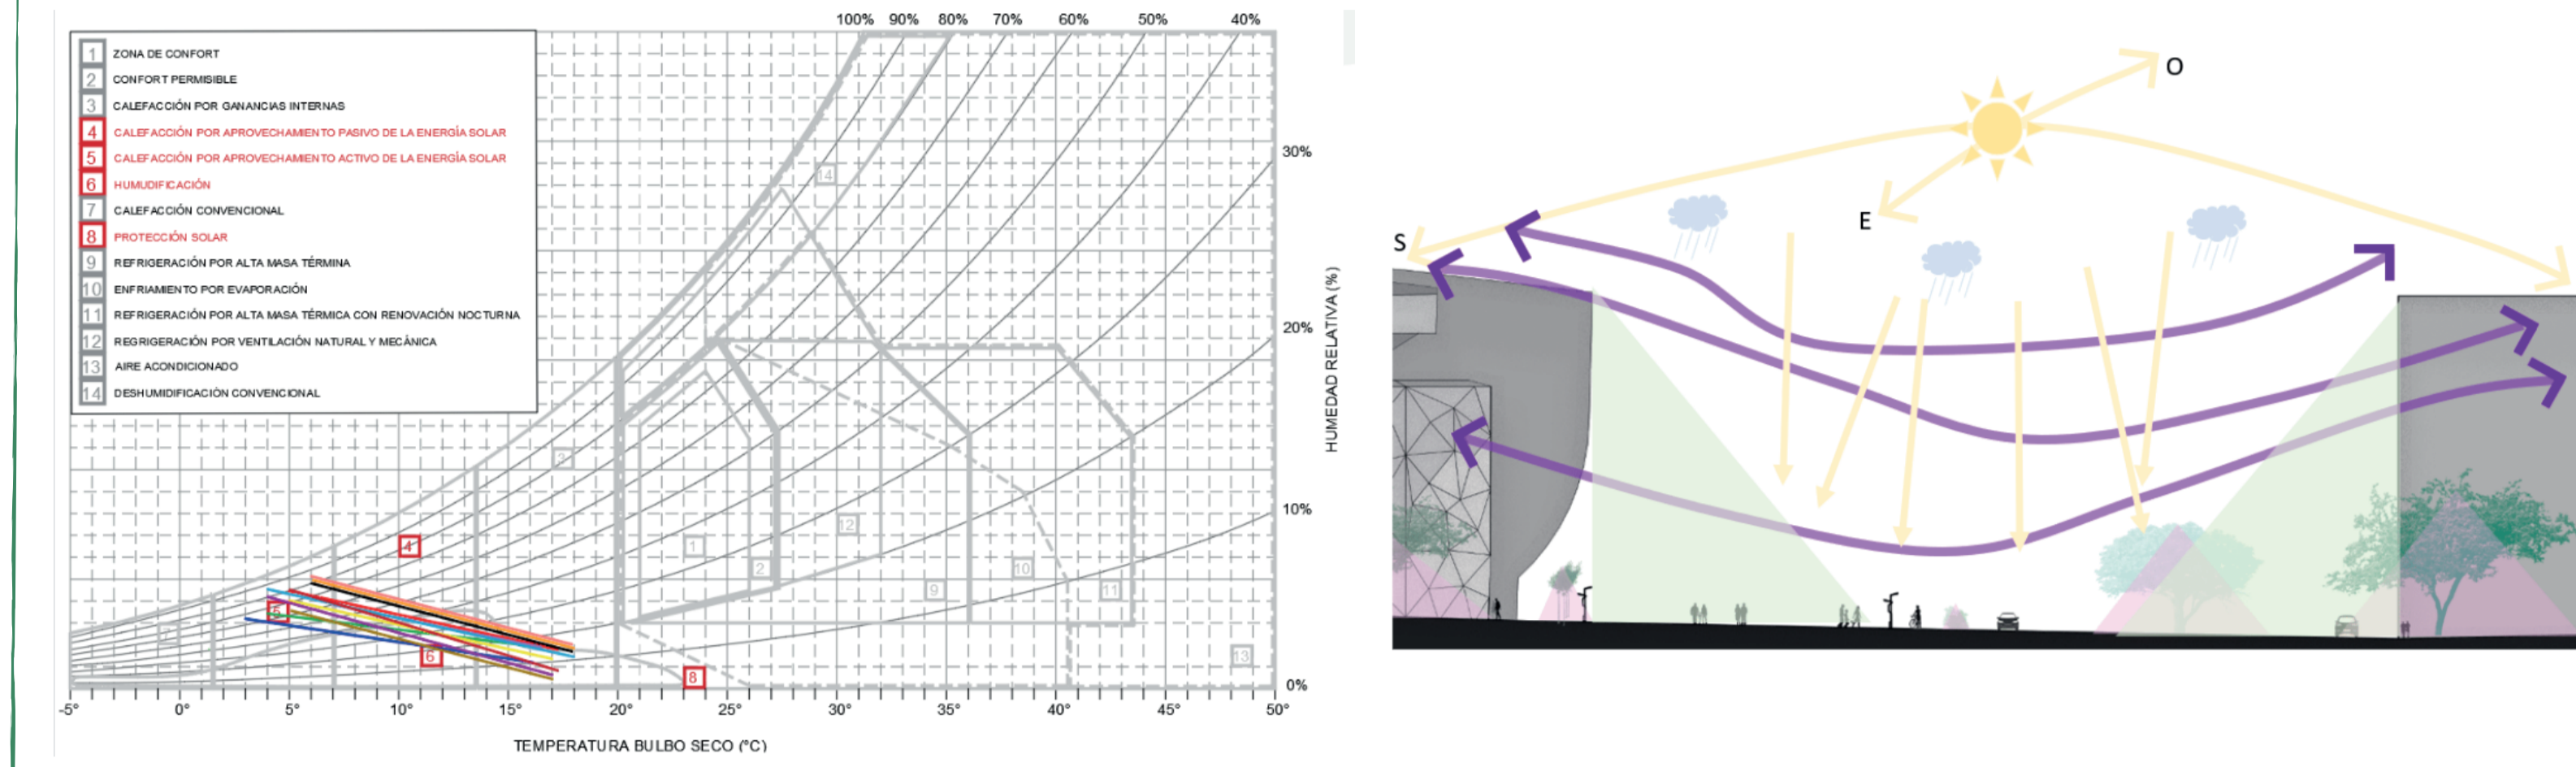 100% 90% 80% 70% 60% 50% 40%
1 ZONA DE CONFORT
2 CONFORT PERMISIBLE
3 CALEFACCIÓN POR GANANCIAS INTERNAS
4 CALEFACCIÓN POR APROVECHAMIENTO PASIVO DE LA ENERGÍA SOLAR
5 CALEFACCIÓN POR APROVECHAMIENTO ACTIVO DE LA ENERGÍA SOLAR
6 HUMUDIFICACIÓN
7 CALEFACCIÓN CONVENCIONAL
8 PROTECCIÓN SOLAR
9 REFRIGERACIÓN POR ALTA MASA TÉRMINA
10 ENFRIAMIENTO POR EVAPORACIÓN
11 REFRIGERACIÓN POR ALTA MASA TÉRMICA CON RENOVACIÓN NOCTURNA
12 REGRIGERACIÓN POR VENTILACIÓN NATURAL Y MECÁNICA
13 AIRE ACONDICIONADO
14 DESHUMIDIFICACIÓN CONVENCIONAL
14
30%
20%
3
10%
12
4
1
2
10
9
11
5
6
13
8
0%
HUMEDAD RELATIVA (%)
-5° 0° 5° 10° 15° 20° 25° 30° 35° 40° 45° 50°
TEMPERATURA BULBO SECO (°C)
O
E
S